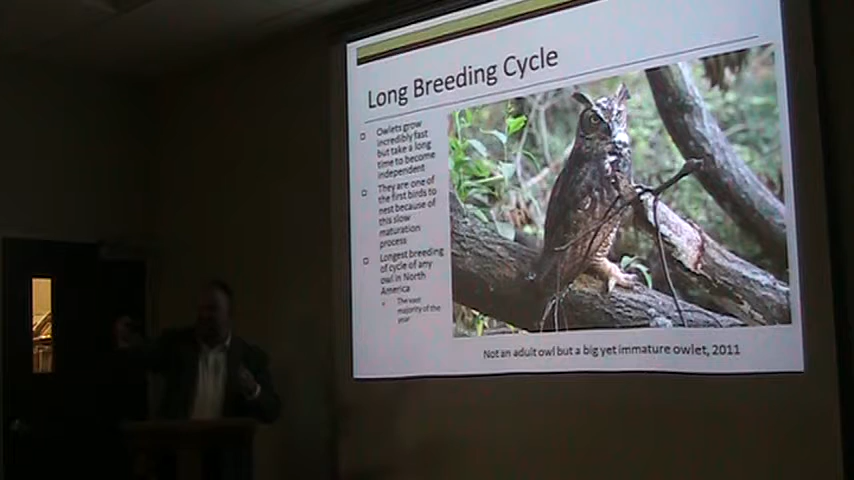 Long Breeding Cycle
Owlets grow
incredibly fast
but take a long
time to become
independent
They are one of
the first birds to
nest because of
this slow
maturation
process
Longest breeding
of cycle of any
owl in North
America
The vast
majority of the
year
Not an adult owl but a big yet immature owlet, 2011